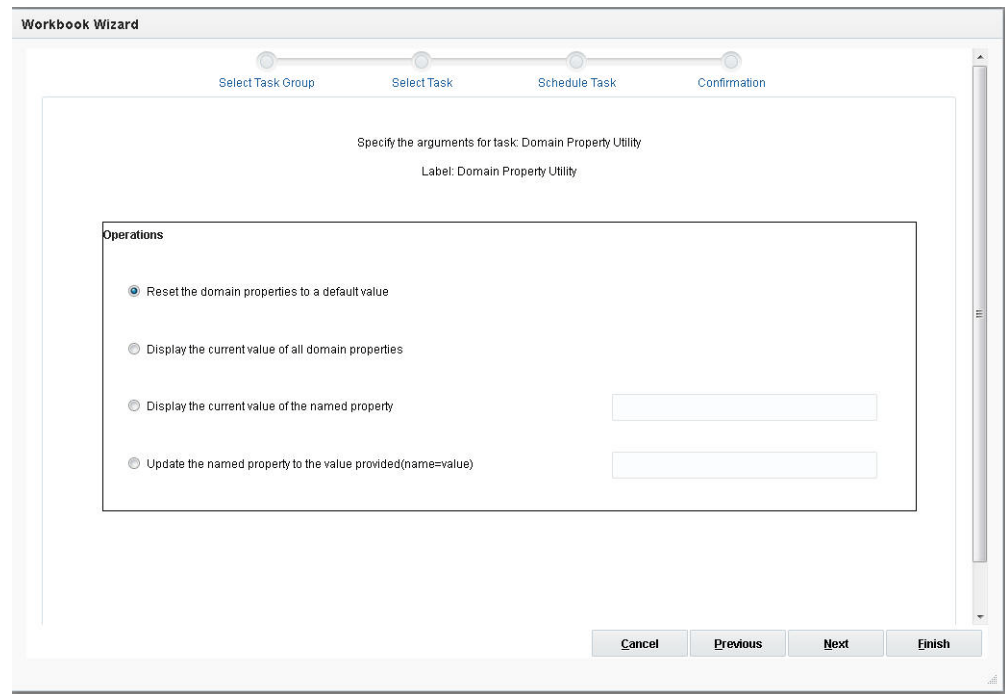 Workbook Wizard
Select Task Group
Select Task
Schedule Task
Confirmation
Specify the arguments for task: Domain Property Utility
Label: Domain Property Utility
Operations
Reset the domain properties to a default value
Display the current value of all domain properties
Display the current value of the named property
Update the named property to the value provided(name=value)
Cancel
Previous
Next
Finish